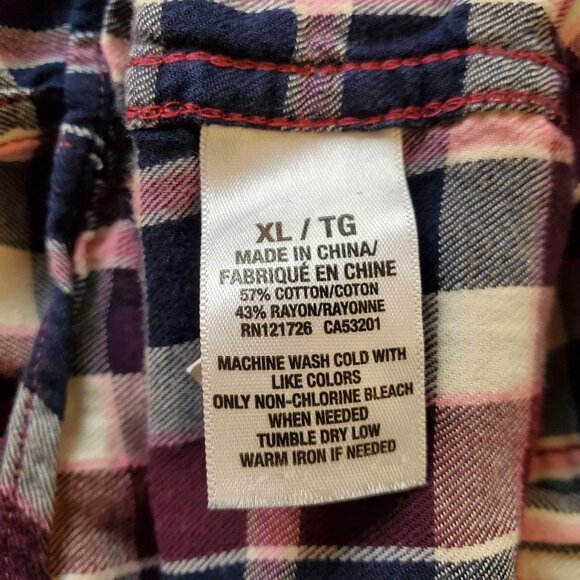 XL / TG
MADE IN CHINA/
FABRIQUÉ EN CHINE
57% COTTON/COTON
43% RAYON/RAYONNE
RN121726 CA53201
MACHINE WASH COLD WITH
LIKE COLORS
ONLY NON-CHLORINE BLEACH
WHEN NEEDED
TUMBLE DRY LOW
WARM IRON IF NEEDED